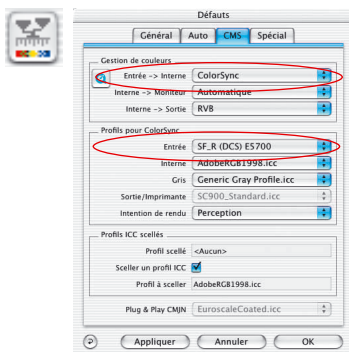 Défauts
Général Auto CMS Spécial
Gestion de couleurs
Entrée -> Interne ColorSync
Interne -> Moniteur Automatique
Interne -> Sortie RVB
Profils pour ColorSync
Entrée SF_R (DCS) E5700
Interne AdobeRGB1998.icc
Gris Generic Gray Profile.icc
Sortie/Imprimante SC900_Standard.icc
Intention de rendu Perception
Profils ICC scellés
Profil scellé <Aucun>
Sceller un profil ICC
Profil à sceller AdobeRGB1998.icc
Plug & Play CMJN EuroscaleCoated.icc
Appliquer Annuler OK